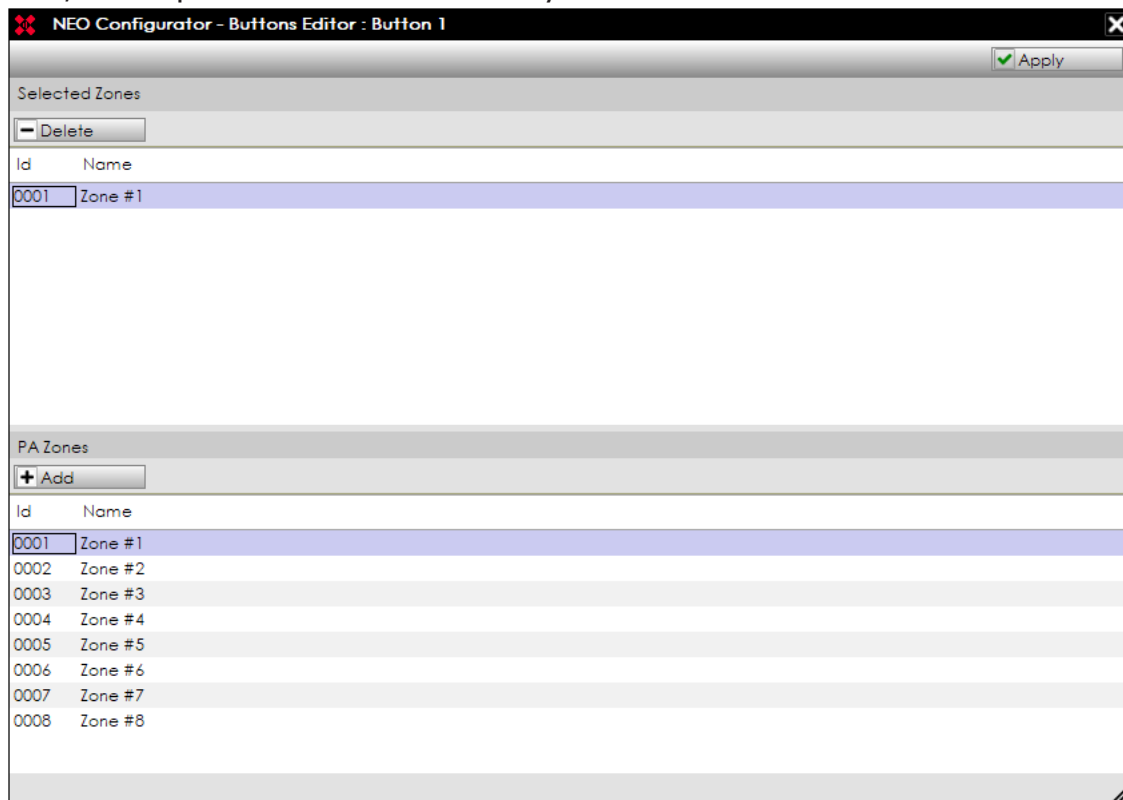 NEO Configurator - Buttons Editor : Button 1
Apply
Selected Zones
Delete
Id Name
0001 Zone #1
PA Zones
Add
Id Name
0001 Zone #1
0002 Zone #2
0003 Zone #3
0004 Zone #4
0005 Zone #5
0006 Zone #6
0007 Zone #7
0008 Zone #8